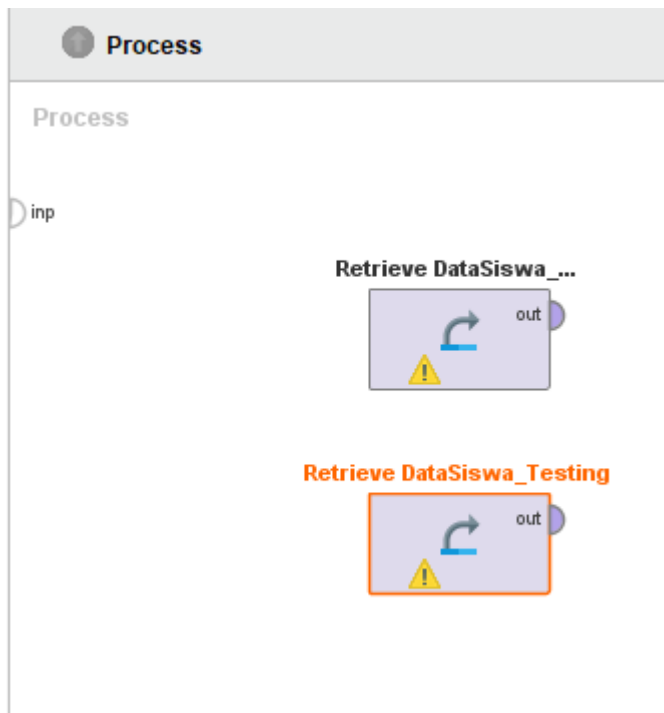 Process
Process
inp
Retrieve DataSiswa_...
out
Retrieve DataSiswa_Testing
out